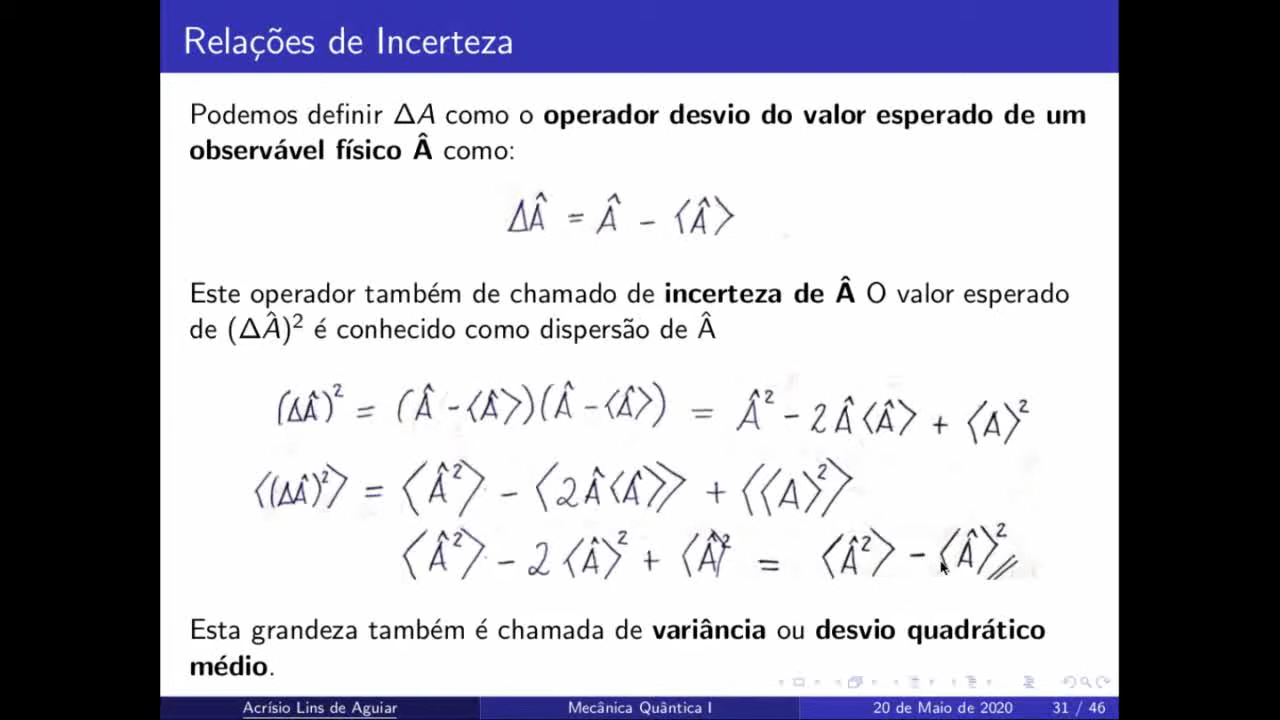 Relações de Incerteza
Podemos definir ΔA como o operador desvio do valor esperado de um
observável físico Â como:
ΔÂ = Â - ⟨Â⟩
Este operador também de chamado de incerteza de Â O valor esperado
de (ΔÂ)² é conhecido como dispersão de Â
(ΔÂ)² = (Â - ⟨Â⟩)(Â - ⟨Â⟩) = Â² - 2Â⟨Â⟩ + ⟨A⟩²
⟨(ΔÂ)²⟩ = ⟨Â²⟩ - ⟨2Â⟨Â⟩⟩ + ⟨⟨A⟩²⟩
⟨Â²⟩ - 2⟨Â⟩² + ⟨Â⟩² = ⟨Â²⟩ - ⟨Â⟩²//
Esta grandeza também é chamada de variância ou desvio quadrático
médio.
Acrísio Lins de Aguiar Mecânica Quântica I 20 de Maio de 2020 31 / 46